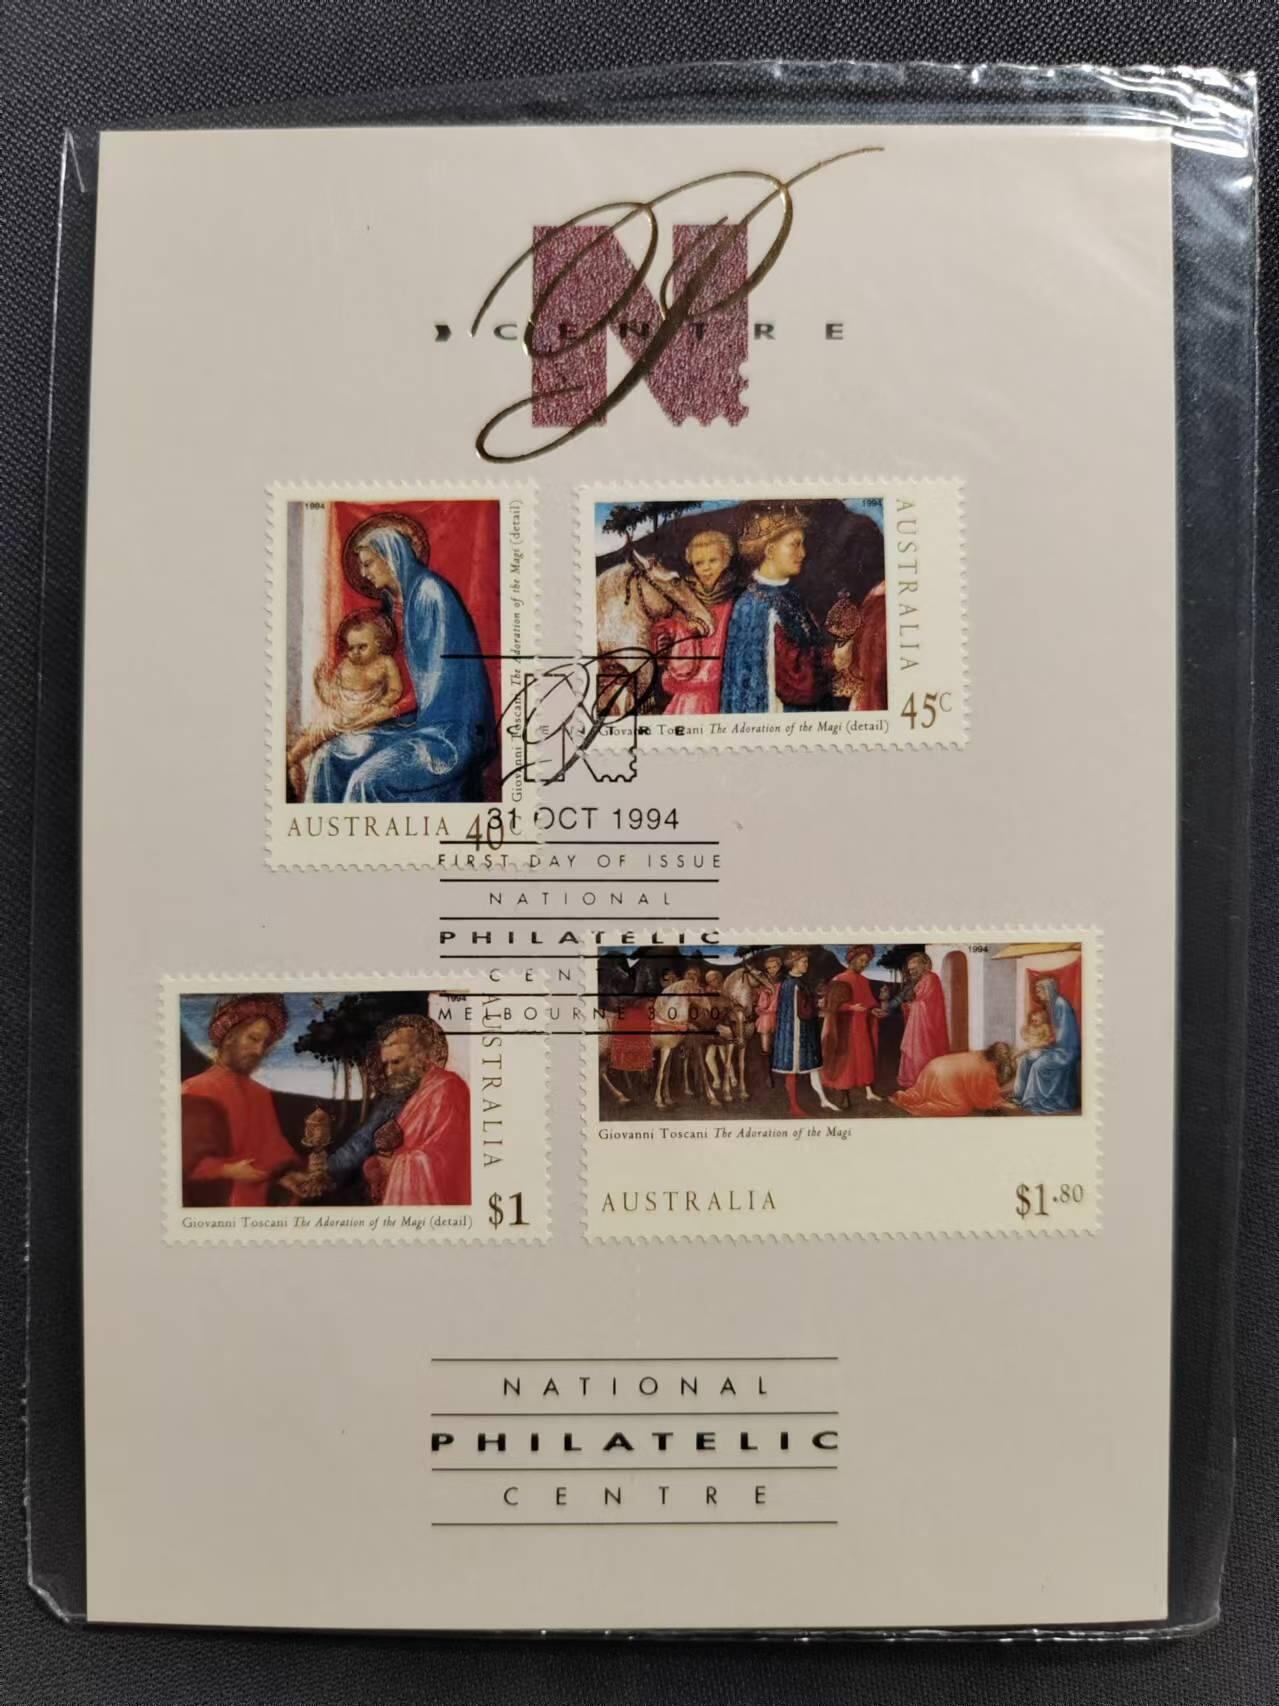 CENTRE
1994
Giovanni Toscani The Adoration of the Magi (detail)
AUSTRALIA 40c
1994
AUSTRALIA
45c
Giovanni Toscani The Adoration of the Magi (detail)
CENTRE
31 OCT 1994
FIRST DAY OF ISSUE
NATIONAL
PHILATELIC
CENTRE
MELBOURNE 3000
1994
AUSTRALIA
$1
Giovanni Toscani The Adoration of the Magi (detail)
1994
Giovanni Toscani The Adoration of the Magi
AUSTRALIA
$1.80
NATIONAL
PHILATELIC
CENTRE